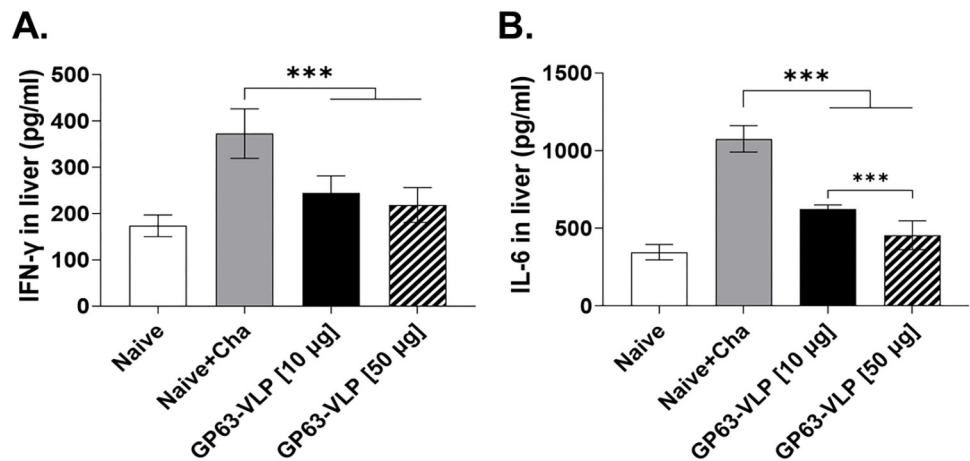 A.
IFN-γ in liver (pg/ml)
500
400
300
200
100
0
***
Naive
Naive+Cha
GP63-VLP [10 µg]
GP63-VLP [50 µg]
B.
IL-6 in liver (pg/ml)
1500
1000
500
0
***
***
Naive
Naive+Cha
GP63-VLP [10 µg]
GP63-VLP [50 µg]